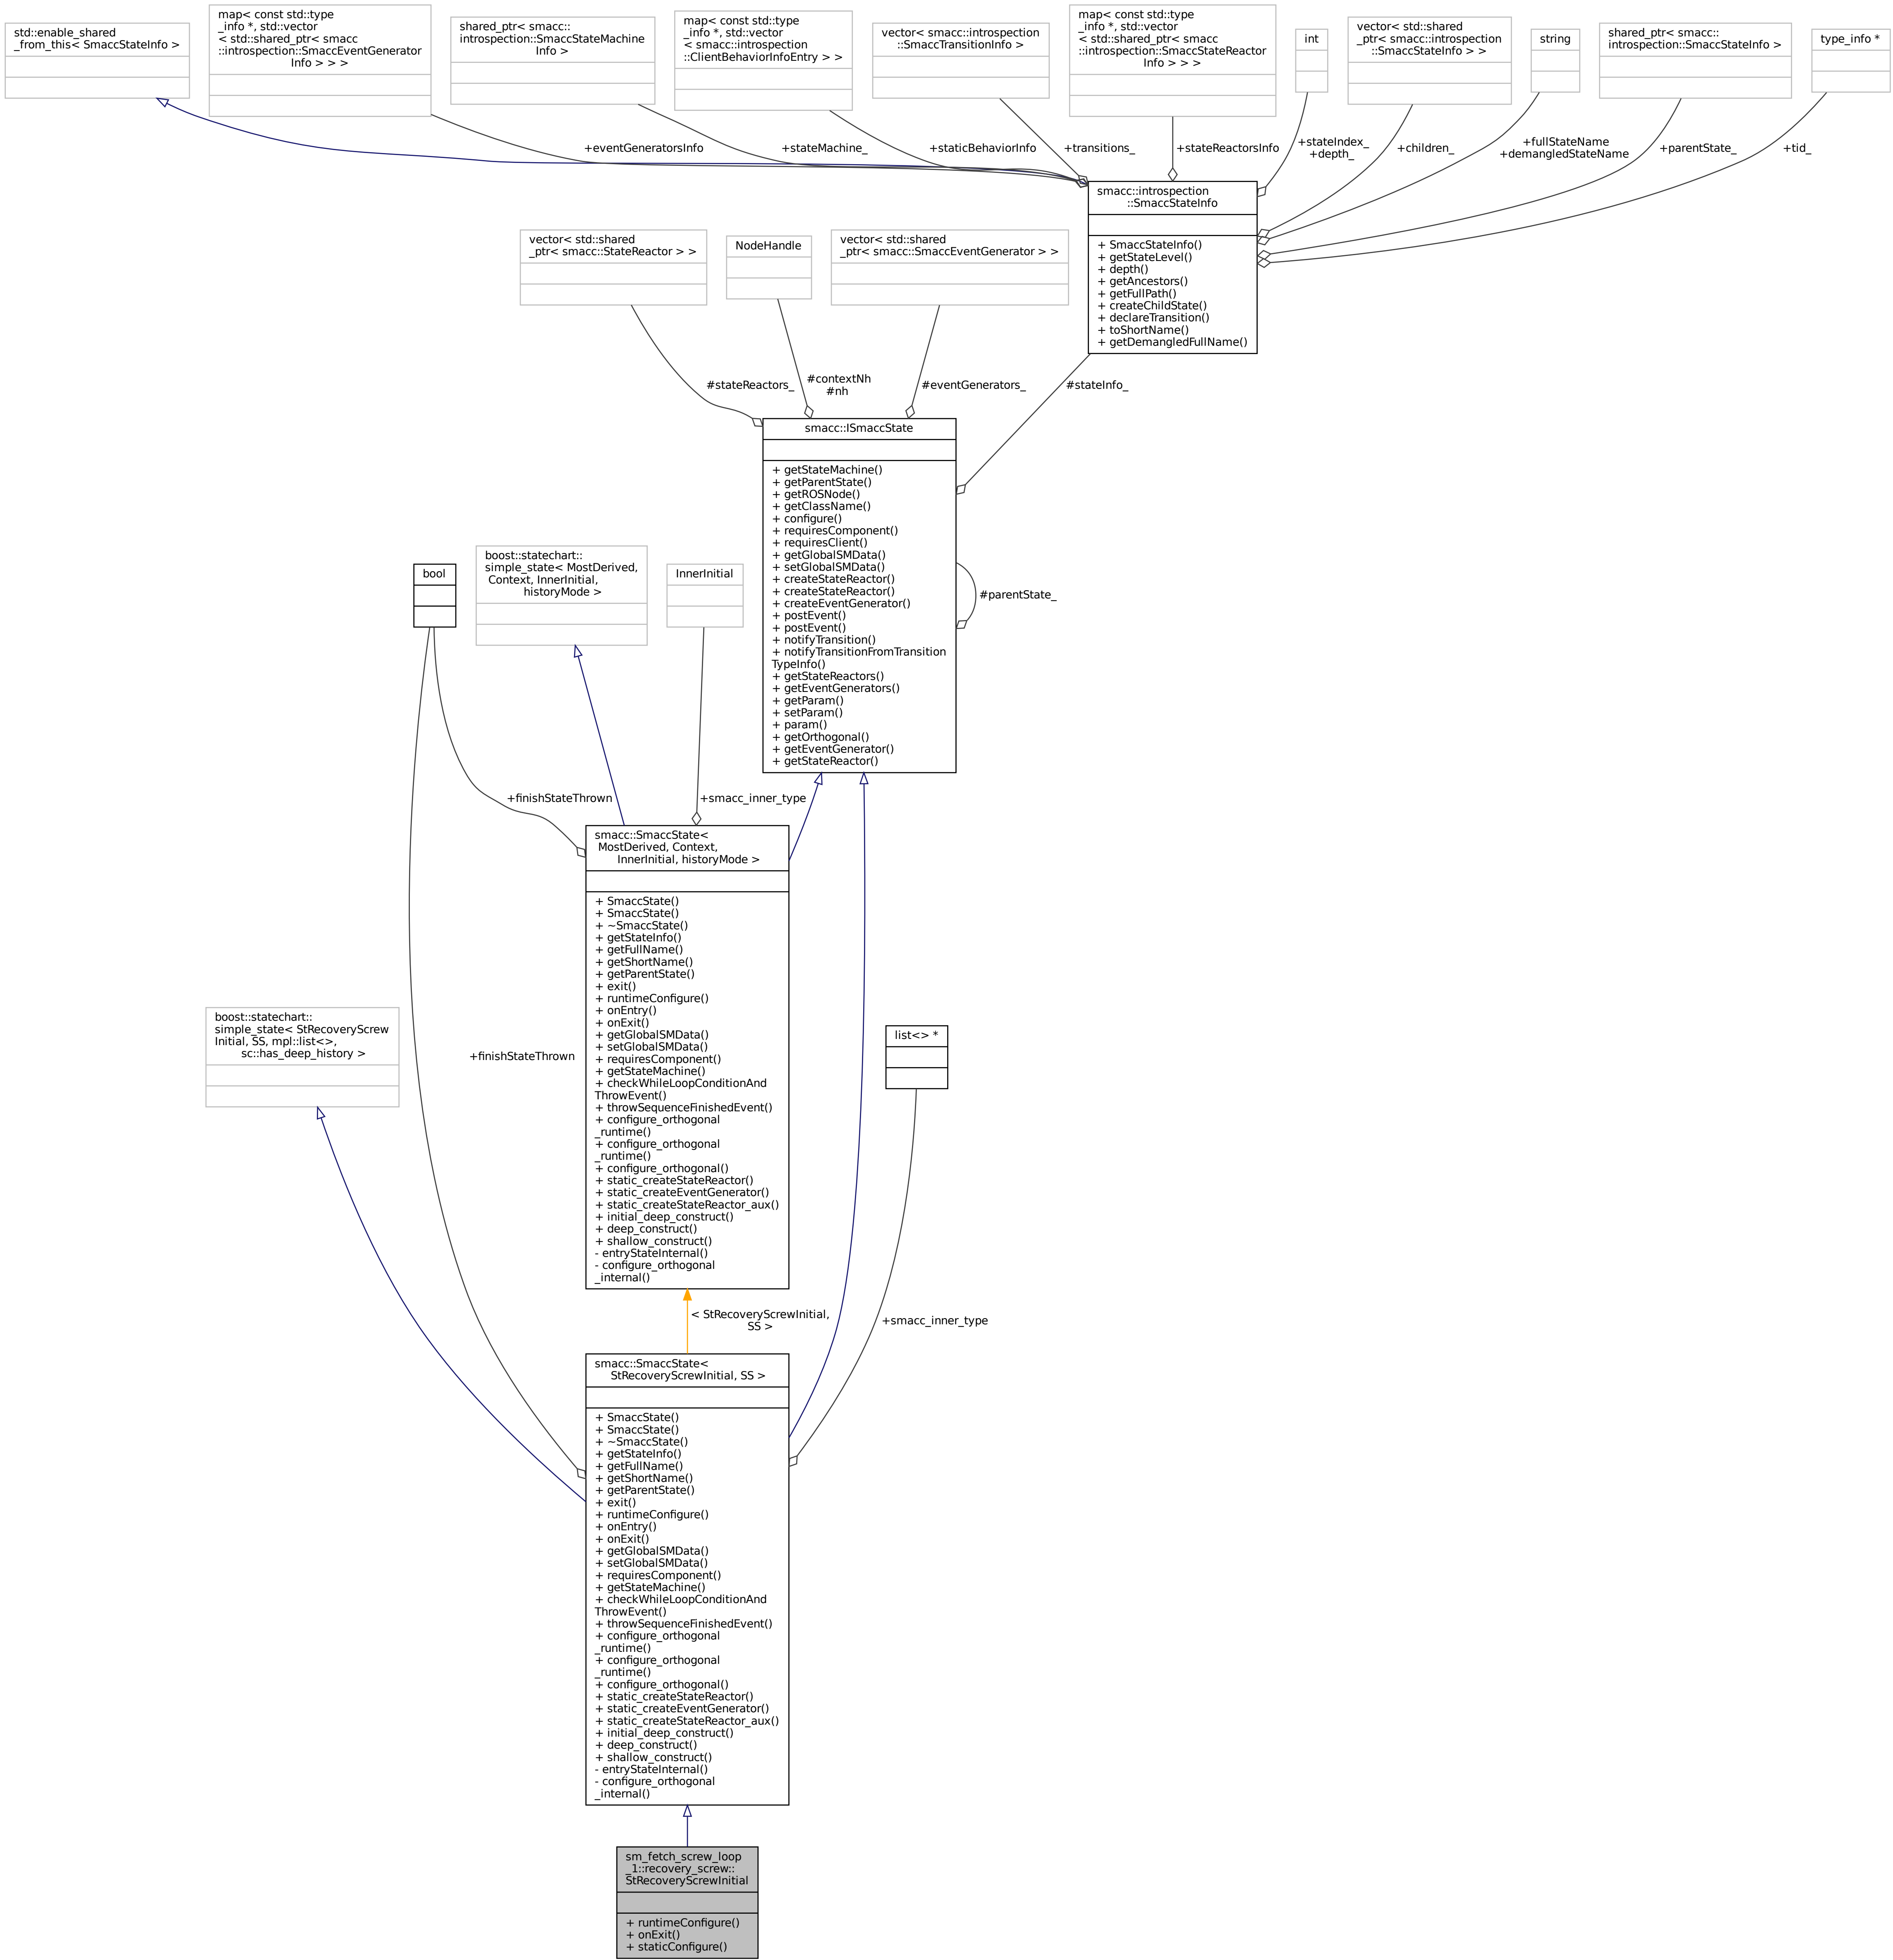 std::enable_shared
_from_this< SmaccStateInfo >
map< const std::type
_info *, std::vector
< std::shared_ptr< smacc
::introspection::SmaccEventGenerator
Info > > >
shared_ptr< smacc::
introspection::SmaccStateMachine
Info >
map< const std::type
_info *, std::vector
< smacc::introspection
::ClientBehaviorInfoEntry > >
vector< smacc::introspection
::SmaccTransitionInfo >
map< const std::type
_info *, std::vector
< std::shared_ptr< smacc
::introspection::SmaccStateReactor
Info > > >
int
vector< std::shared
_ptr< smacc::introspection
::SmaccStateInfo > >
string
shared_ptr< smacc::
introspection::SmaccStateInfo >
type_info *
+eventGeneratorsInfo
+stateMachine_
+staticBehaviorInfo
+transitions_
+stateReactorsInfo
+stateIndex_
+depth_
+children_
+fullStateName
+demangledStateName
+parentState_
+tid_
smacc::introspection
::SmaccStateInfo
+ SmaccStateInfo()
+ getStateLevel()
+ depth()
+ getAncestors()
+ getFullPath()
+ createChildState()
+ declareTransition()
+ toShortName()
+ getDemangledFullName()
vector< std::shared
_ptr< smacc::StateReactor > >
NodeHandle
vector< std::shared
_ptr< smacc::SmaccEventGenerator > >
#stateReactors_
#contextNh
#nh
#eventGenerators_
#stateInfo_
smacc::ISmaccState
+ getStateMachine()
+ getParentState()
+ getROSNode()
+ getClassName()
+ configure()
+ requiresComponent()
+ requiresClient()
+ getGlobalSMData()
+ setGlobalSMData()
+ createStateReactor()
+ createStateReactor()
+ createEventGenerator()
+ postEvent()
+ postEvent()
+ notifyTransition()
+ notifyTransitionFromTransition
TypeInfo()
+ getStateReactors()
+ getEventGenerators()
+ getParam()
+ setParam()
+ param()
+ getOrthogonal()
+ getEventGenerator()
+ getStateReactor()
#parentState_
bool
boost::statechart::
simple_state< MostDerived,
Context, InnerInitial,
historyMode >
InnerInitial
+finishStateThrown
+smacc_inner_type
smacc::SmaccState<
MostDerived, Context,
InnerInitial, historyMode >
+ SmaccState()
+ SmaccState()
+ ~SmaccState()
+ getStateInfo()
+ getFullName()
+ getShortName()
+ getParentState()
+ exit()
+ runtimeConfigure()
+ onEntry()
+ onExit()
+ getGlobalSMData()
+ setGlobalSMData()
+ requiresComponent()
+ getStateMachine()
+ checkWhileLoopConditionAnd
ThrowEvent()
+ throwSequenceFinishedEvent()
+ configure_orthogonal
_runtime()
+ configure_orthogonal
_runtime()
+ configure_orthogonal()
+ static_createStateReactor()
+ static_createEventGenerator()
+ static_createStateReactor_aux()
+ initial_deep_construct()
+ deep_construct()
+ shallow_construct()
- entryStateInternal()
- configure_orthogonal
_internal()
boost::statechart::
simple_state< StRecoveryScrew
Initial, SS, mpl::list<>,
sc::has_deep_history >
+finishStateThrown
list<> *
< StRecoveryScrewInitial,
SS >
+smacc_inner_type
smacc::SmaccState<
StRecoveryScrewInitial, SS >
+ SmaccState()
+ SmaccState()
+ ~SmaccState()
+ getStateInfo()
+ getFullName()
+ getShortName()
+ getParentState()
+ exit()
+ runtimeConfigure()
+ onEntry()
+ onExit()
+ getGlobalSMData()
+ setGlobalSMData()
+ requiresComponent()
+ getStateMachine()
+ checkWhileLoopConditionAnd
ThrowEvent()
+ throwSequenceFinishedEvent()
+ configure_orthogonal
_runtime()
+ configure_orthogonal
_runtime()
+ configure_orthogonal()
+ static_createStateReactor()
+ static_createEventGenerator()
+ static_createStateReactor_aux()
+ initial_deep_construct()
+ deep_construct()
+ shallow_construct()
- entryStateInternal()
- configure_orthogonal
_internal()
sm_fetch_screw_loop
_1::recovery_screw::
StRecoveryScrewInitial
+ runtimeConfigure()
+ onExit()
+ staticConfigure()